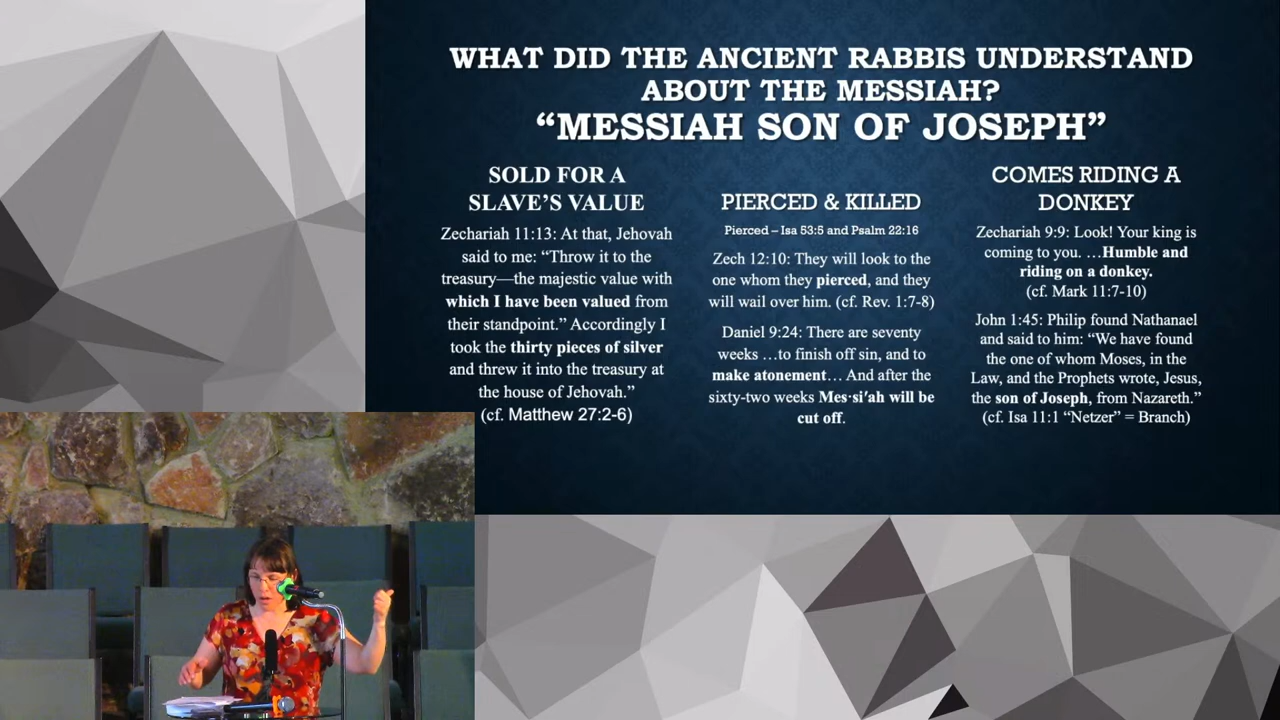 WHAT DID THE ANCIENT RABBIS UNDERSTAND
ABOUT THE MESSIAH?
“MESSIAH SON OF JOSEPH”
SOLD FOR A
SLAVE’S VALUE
Zechariah 11:13: At that, Jehovah
said to me: “Throw it to the
treasury—the majestic value with
which I have been valued from
their standpoint.” Accordingly I
took the thirty pieces of silver
and threw it into the treasury at
the house of Jehovah.”
(cf. Matthew 27:2-6)
PIERCED & KILLED
Pierced – Isa 53:5 and Psalm 22:16
Zech 12:10: They will look to the
one whom they pierced, and they
will wail over him. (cf. Rev. 1:7-8)
Daniel 9:24: There are seventy
weeks …to finish off sin, and to
make atonement… And after the
sixty-two weeks Mes·si′ah will be
cut off.
COMES RIDING A
DONKEY
Zechariah 9:9: Look! Your king is
coming to you. …Humble and
riding on a donkey.
(cf. Mark 11:7-10)
John 1:45: Philip found Nathanael
and said to him: “We have found
the one of whom Moses, in the
Law, and the Prophets wrote, Jesus,
the son of Joseph, from Nazareth.”
(cf. Isa 11:1 “Netzer” = Branch)